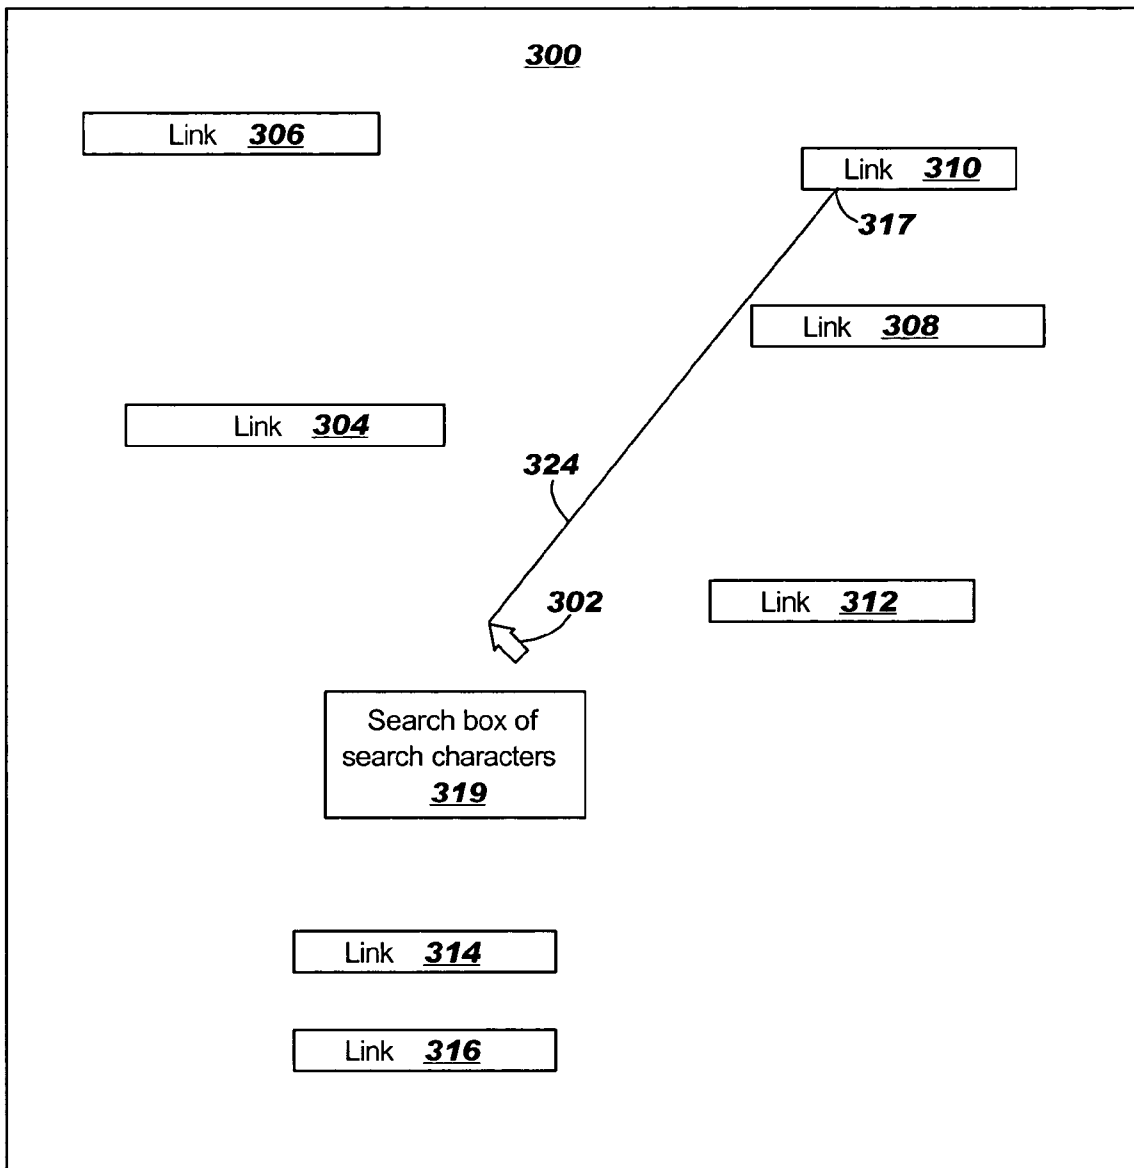 300
Link 306
Link 310
317
Link 308
Link 304
324
302
Link 312
Search box of
search characters
319
Link 314
Link 316